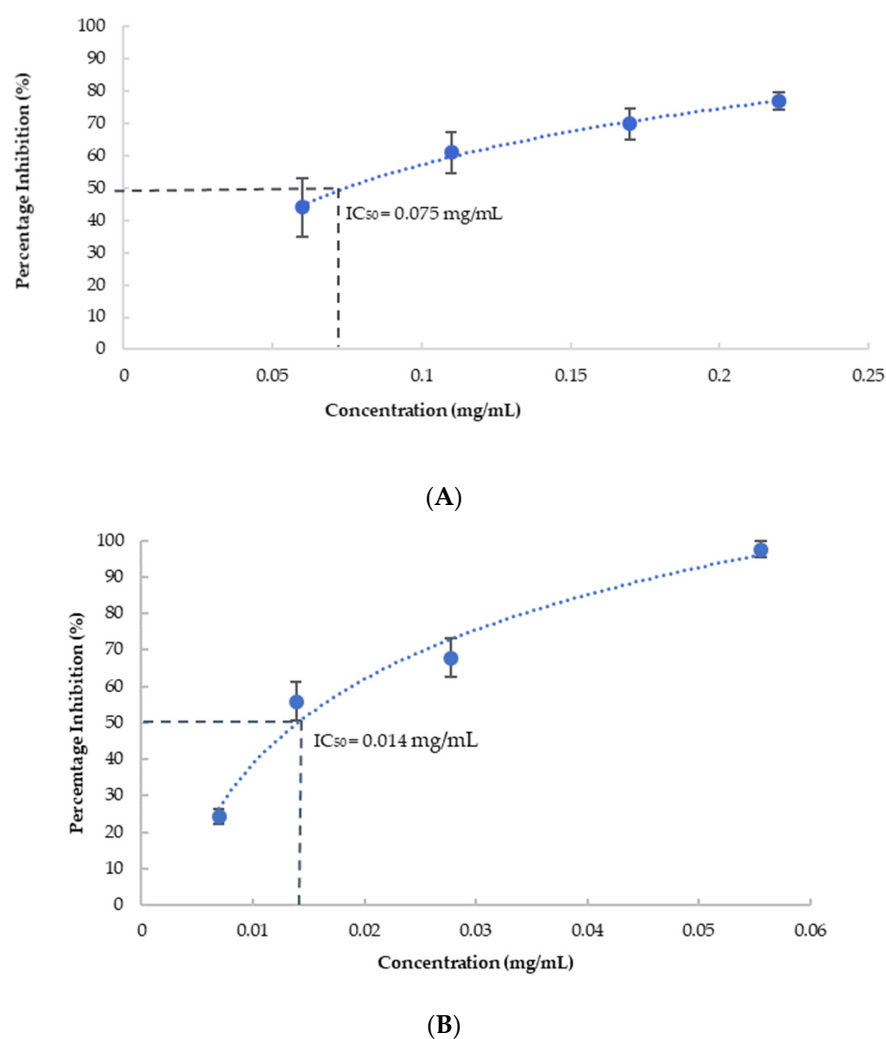 100
90
80
70
60
50
40
30
20
10
0
Percentage Inhibition (%)
IC₅₀ = 0.075 mg/mL
0 0.05 0.1 0.15 0.2 0.25
Concentration (mg/mL)
(A)
100
90
80
70
60
50
40
30
20
10
0
Percemtage Inhibition (%)
IC₅₀ = 0.014 mg/mL
0 0.01 0.02 0.03 0.04 0.05 0.06
Concentration (mg/mL)
(B)